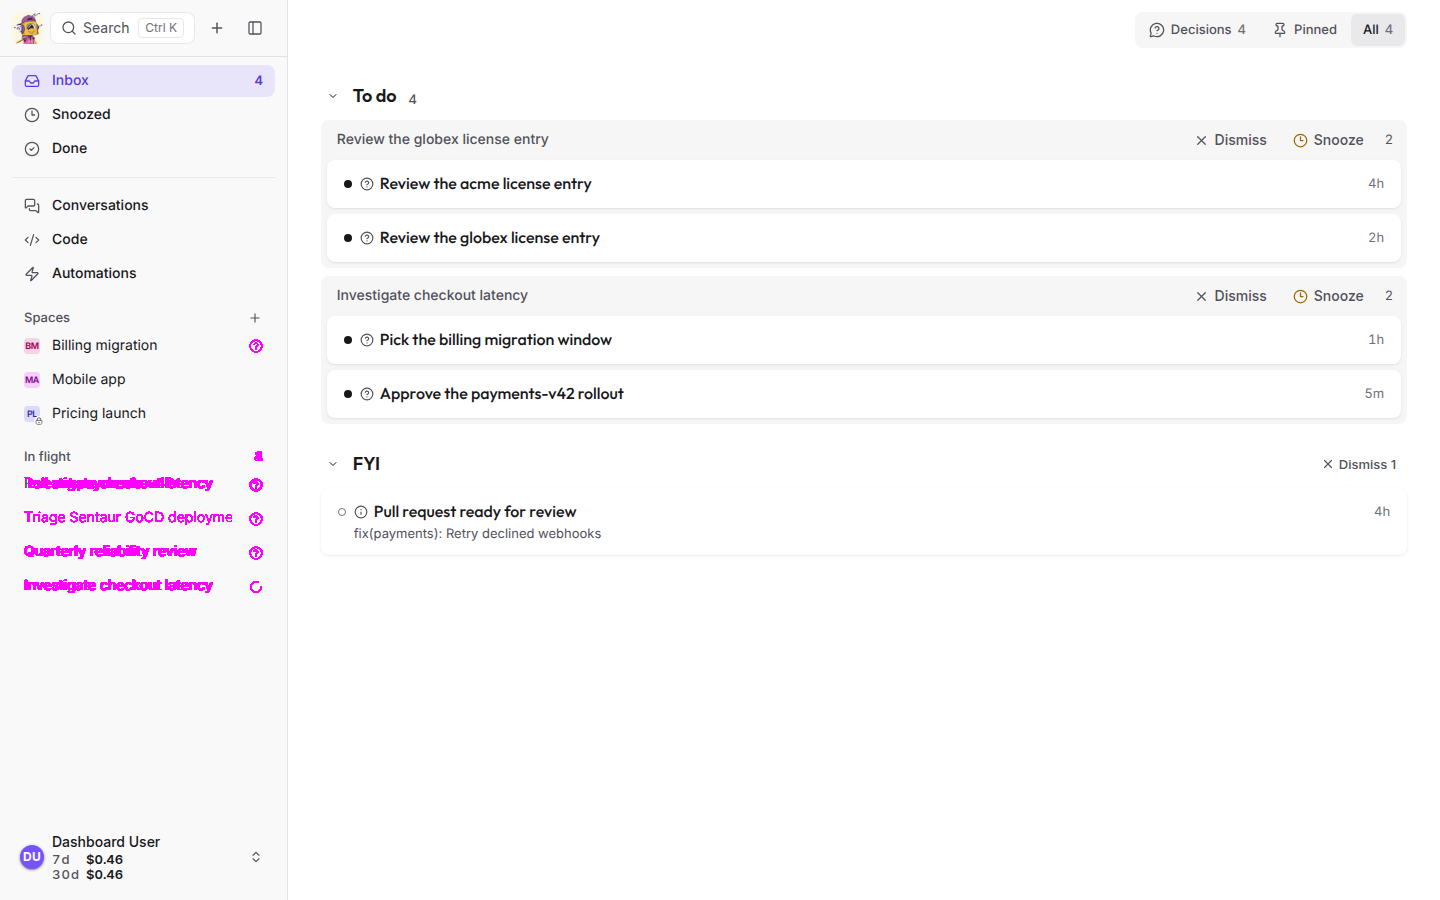 Search Ctrl K
Inbox 4
Snoozed
Done
Conversations
Code
Automations
Spaces
BM Billing migration
MA Mobile app
PL Pricing launch
In flight
Triage Sentaur GoCD deployme
Quarterly reliability review
Investigate checkout latency
Dashboard User
DU
7d $0.46
30d $0.46
Decisions 4 Pinned All 4
To do 4
Review the globex license entry Dismiss Snooze 2
Review the acme license entry 4h
Review the globex license entry 2h
Investigate checkout latency Dismiss Snooze 2
Pick the billing migration window 1h
Approve the payments-v42 rollout 5m
FYI Dismiss 1
Pull request ready for review 4h
fix(payments): Retry declined webhooks